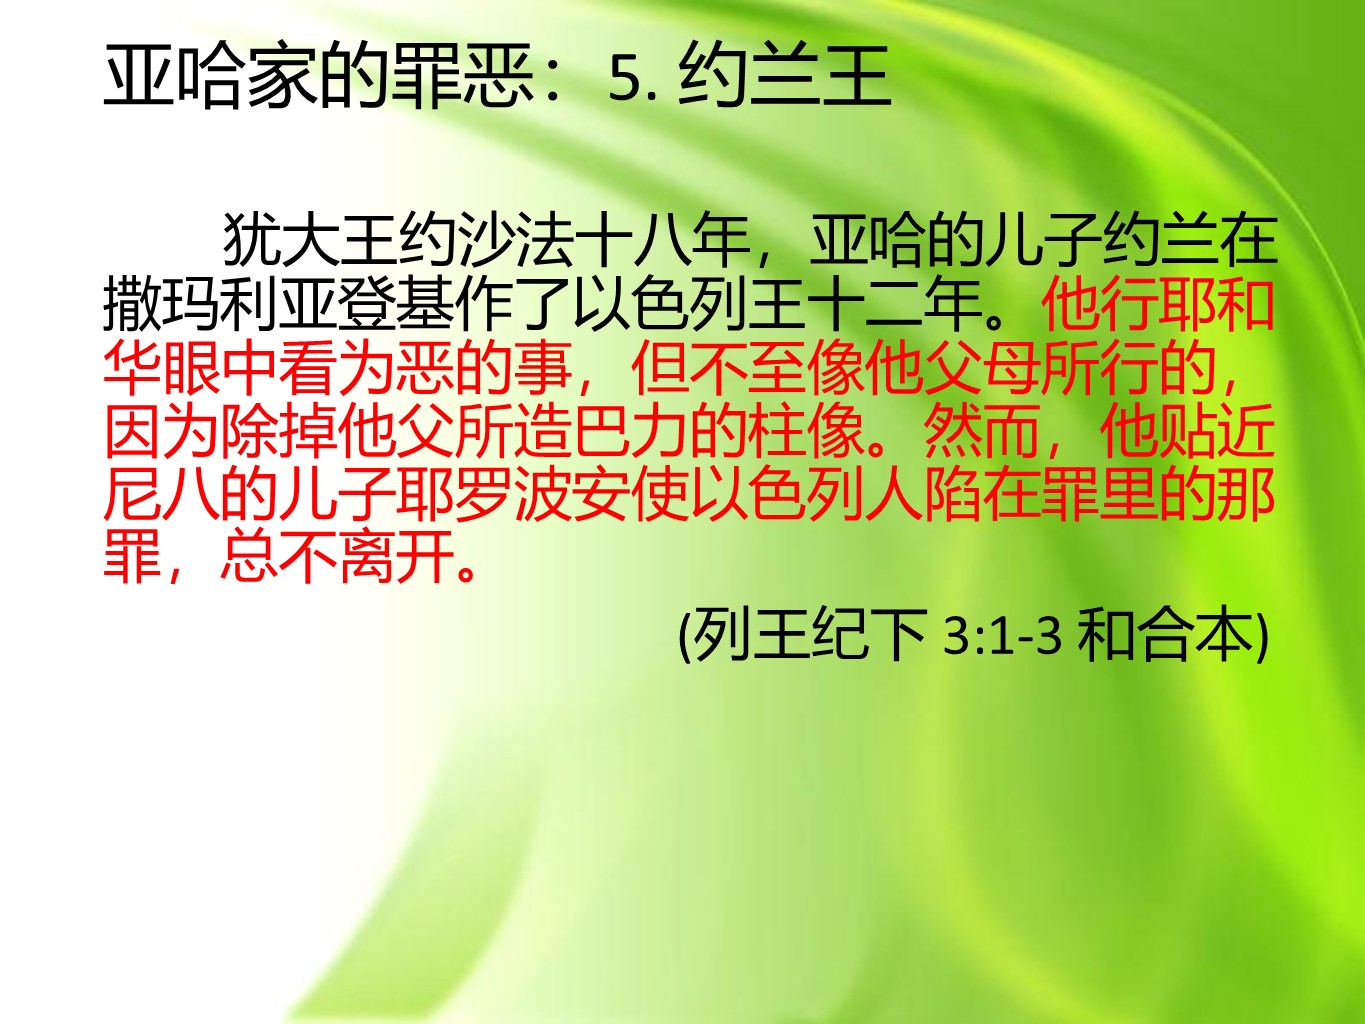 亚哈家的罪恶：5. 约兰王
犹大王约沙法十八年，亚哈的儿子约兰在
撒玛利亚登基作了以色列王十二年。他行耶和
华眼中看为恶的事，但不至像他父母所行的，
因为除掉他父所造巴力的柱像。然而，他贴近
尼八的儿子耶罗波安使以色列人陷在罪里的那
罪，总不离开。
(列王纪下 3:1-3 和合本)